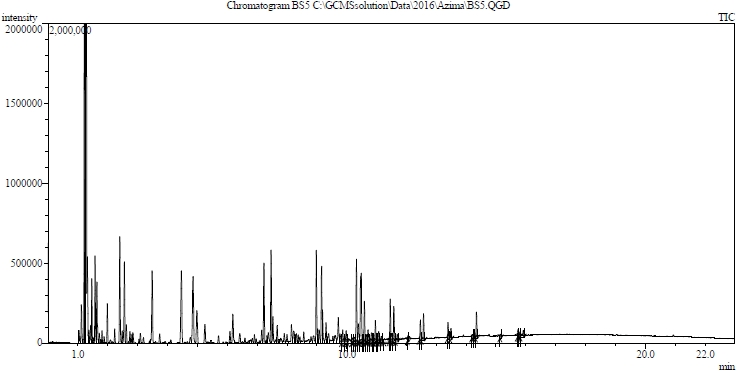 Chromatogram BS5 C:\GCMSsolution\Data\2016\Azima\BS5.QGD
intensity
TIC
2000000
2,000,000
1500000
1000000
500000
0
1.0
10.0
20.0
22.0
min